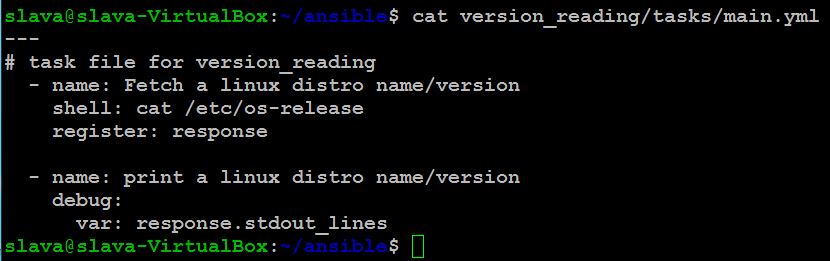 slava@slava-VirtualBox:~/ansible$ cat version_reading/tasks/main.yml
---
# task file for version_reading
  - name: Fetch a linux distro name/version
    shell: cat /etc/os-release
    register: response

  - name: print a linux distro name/version
    debug:
      var: response.stdout_lines
slava@slava-VirtualBox:~/ansible$